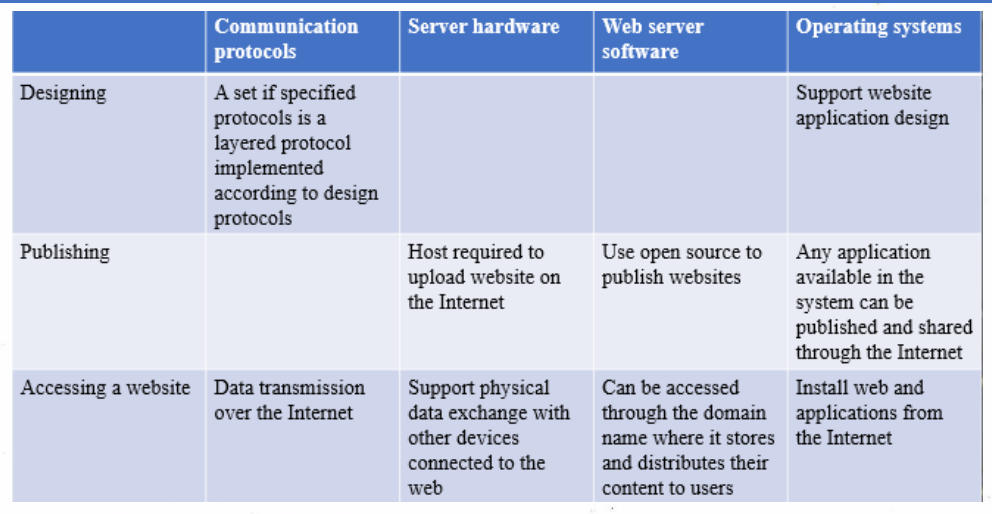 Communication
protocols
Server hardware
Web server
software
Operating systems
Designing
A set if specified
protocols is a
layered protocol
implemented
according to design
protocols
Support website
application design
Publishing
Host required to
upload website on
the Internet
Use open source to
publish websites
Any application
available in the
system can be
published and shared
through the Internet
Accessing a website
Data transmission
over the Internet
Support physical
data exchange with
other devices
connected to the
web
Can be accessed
through the domain
name where it stores
and distributes their
content to users
Install web and
applications from
the Internet